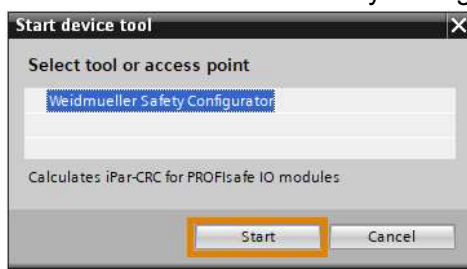 Start device tool
Select tool or access point
Weidmueller Safety Configurator
Calculates iPar-CRC for PROFIsafe IO modules
Start Cancel